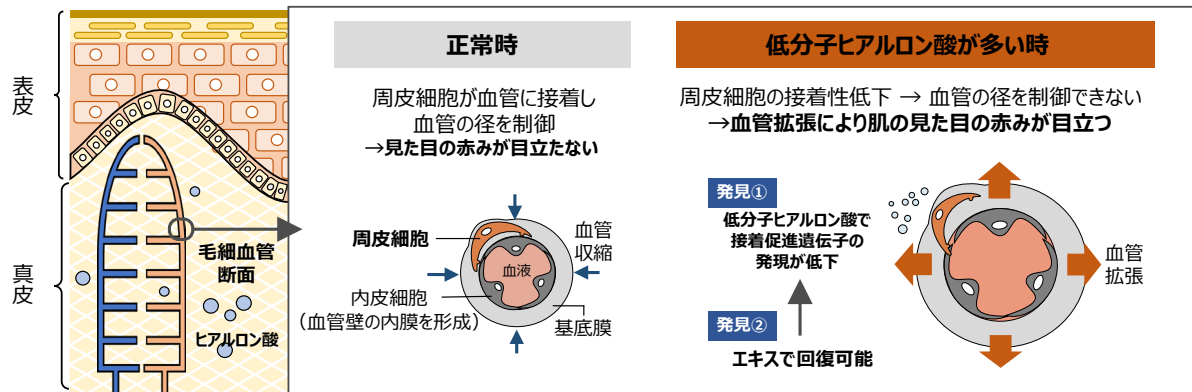 表皮
真皮
毛細血管
断面
ヒアルロン酸
正常時
周皮細胞が血管に接着し
血管の径を制御
→見た目の赤みが目立たない
周皮細胞
血管
収縮
血液
内皮細胞
（血管壁の内膜を形成）
基底膜
低分子ヒアルロン酸が多い時
周皮細胞の接着性低下 → 血管の径を制御できない
→血管拡張により肌の見た目の赤みが目立つ
発見①
低分子ヒアルロン酸で
接着促進遺伝子の
発現が低下
血管
拡張
発見②
エキスで回復可能